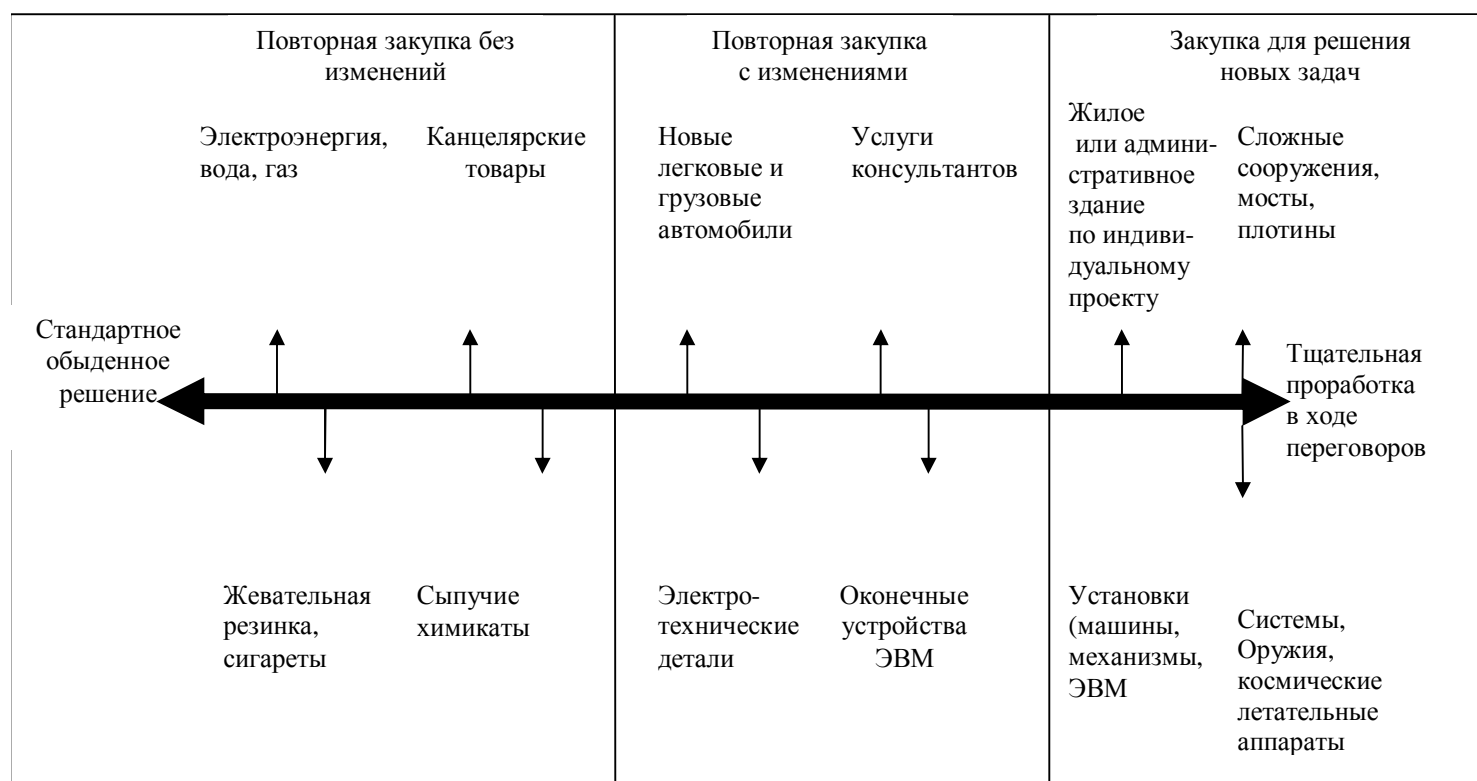 Повторная закупка без
изменений
Повторная закупка
с изменениями
Закупка для решения
новых задач
Электроэнергия,
вода, газ
Канцелярские
товары
Новые
легковые и
грузовые
автомобили
Услуги
консультантов
Жилое
или админи-
стративное
здание
по индиви-
дуальному
проекту
Сложные
сооружения,
мосты,
плотины
Стандартное
обыденное
решение
Тщательная
проработка
в ходе
переговоров
Жевательная
резинка,
сигареты
Сыпучие
химикаты
Электро-
технические
детали
Оконечные
устройства
ЭВМ
Установки
(машины,
механизмы,
ЭВМ
Системы,
Оружия,
космические
летательные
аппараты